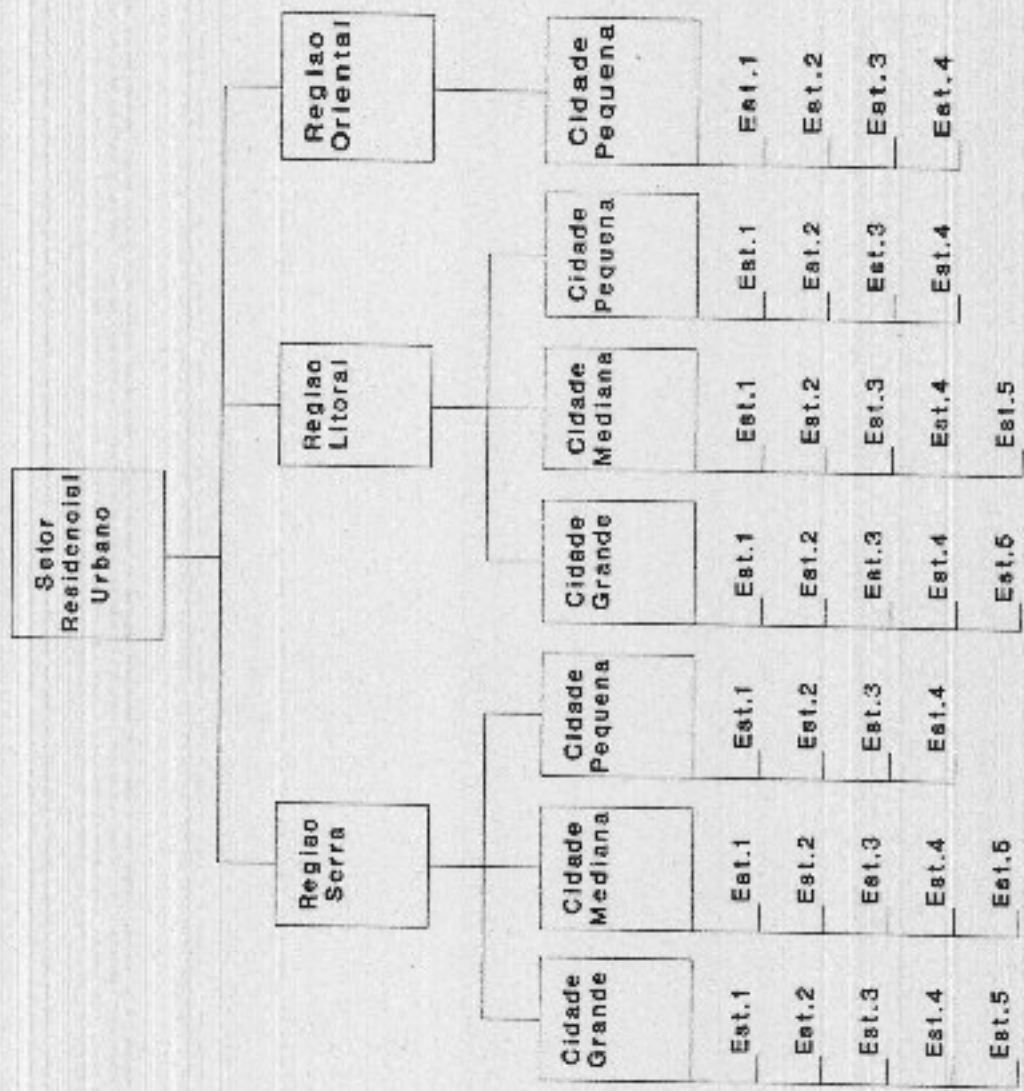 Setor
Residencial
Urbano
Regiao
Serra
Regiao
Litoral
Regiao
Oriental
Cidade
Grande
Cidade
Mediana
Cidade
Pequena
Cidade
Grande
Cidade
Mediana
Cidade
Pequena
Cidade
Pequena
Est.1
Est.2
Est.3
Est.4
Est.5
Est.1
Est.2
Est.3
Est.4
Est.5
Est.1
Est.2
Est.3
Est.4
Est.1
Est.2
Est.3
Est.4
Est.5
Est.1
Est.2
Est.3
Est.4
Est.5
Est.1
Est.2
Est.3
Est.4
Est.1
Est.2
Est.3
Est.4